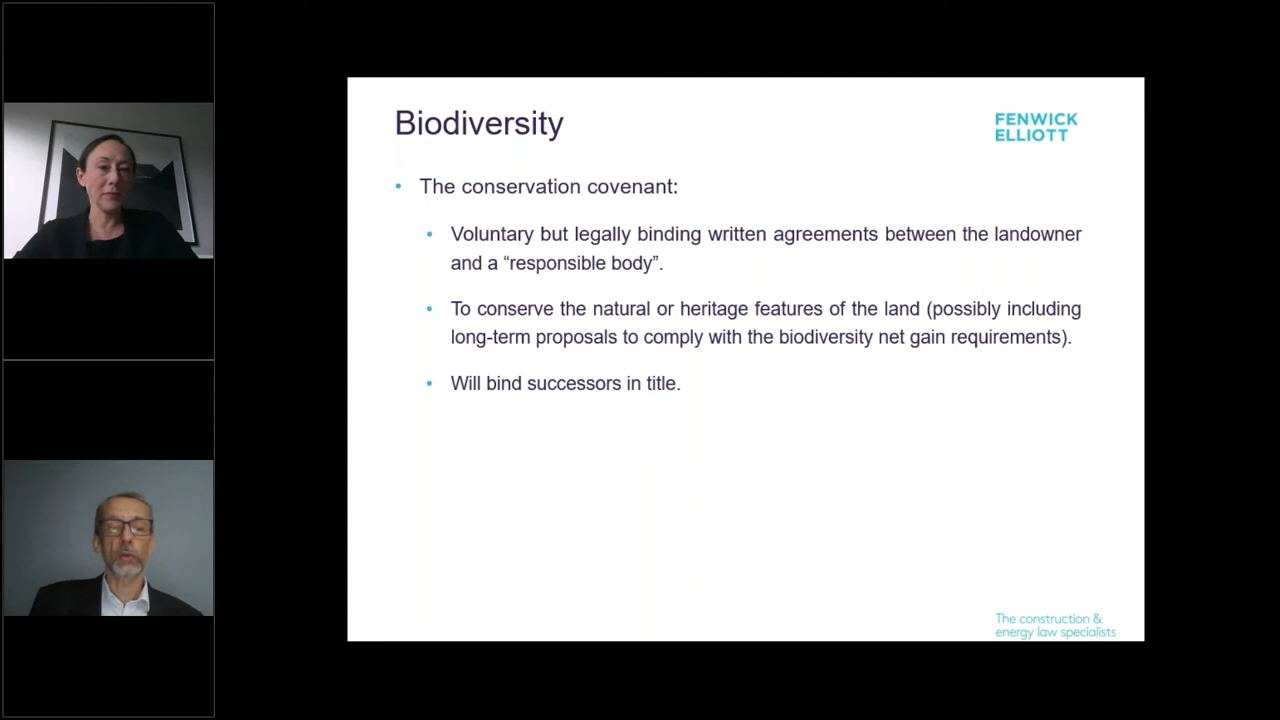 Biodiversity
FENWICK
ELLIOTT
• The conservation covenant:
• Voluntary but legally binding written agreements between the landowner
and a “responsible body”.
• To conserve the natural or heritage features of the land (possibly including
long-term proposals to comply with the biodiversity net gain requirements).
• Will bind successors in title.
The construction &
energy law specialists